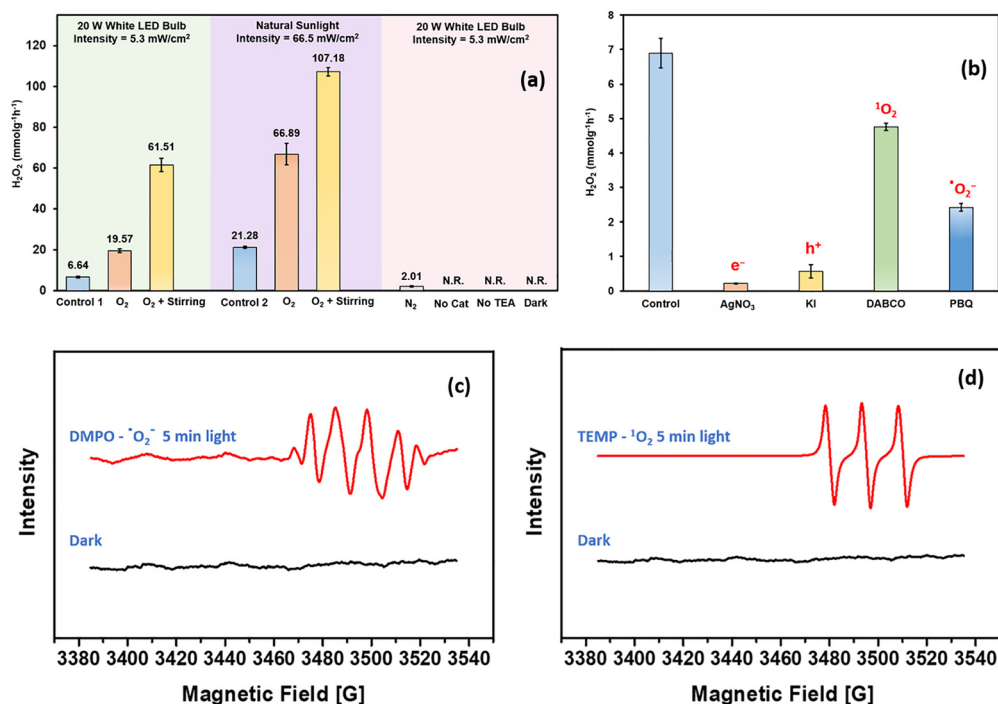 20 W White LED Bulb
Intensity = 5.3 mW/cm²
Natural Sunlight
Intensity = 66.5 mW/cm²
20 W White LED Bulb
Intensity = 5.3 mW/cm²
(a)
H₂O₂ (mmolg⁻¹h⁻¹)
120
100
80
60
40
20
0
6.64
19.57
61.51
21.28
66.89
107.18
2.01
N.R.
N.R.
N.R.
Control 1
O₂
O₂ + Stirring
Control 2
O₂
O₂ + Stirring
N₂
No Cat
No TEA
Dark
(b)
H₂O₂ (mmolg⁻¹h⁻¹)
8
7
6
5
4
3
2
1
0
e⁻
h⁺
¹O₂
•O₂⁻
Control
AgNO₃
KI
DABCO
PBQ
(c)
Intensity
DMPO - •O₂⁻ 5 min light
Dark
3380 3400 3420 3440 3460 3480 3500 3520 3540
Magnetic Field [G]
(d)
Intensity
TEMP - ¹O₂ 5 min light
Dark
3380 3400 3420 3440 3460 3480 3500 3520 3540
Magnetic Field [G]